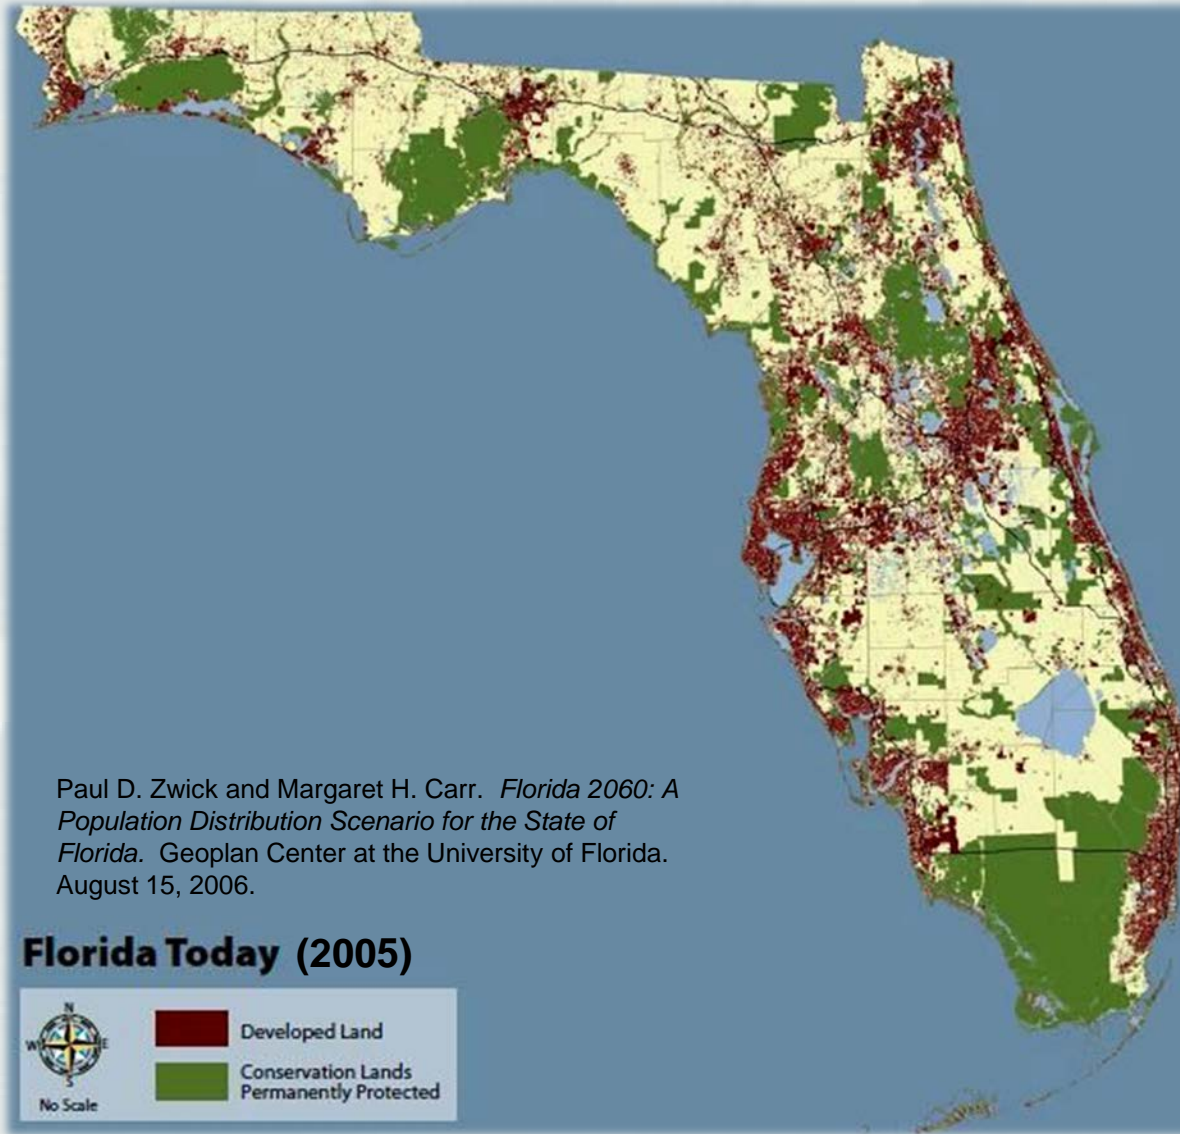 Paul D. Zwick and Margaret H. Carr. Florida 2060: A
Population Distribution Scenario for the State of
Florida. Geoplan Center at the University of Florida.
August 15, 2006.
Florida Today (2005)
N
W E
S
No Scale
Developed Land
Conservation Lands
Permanently Protected